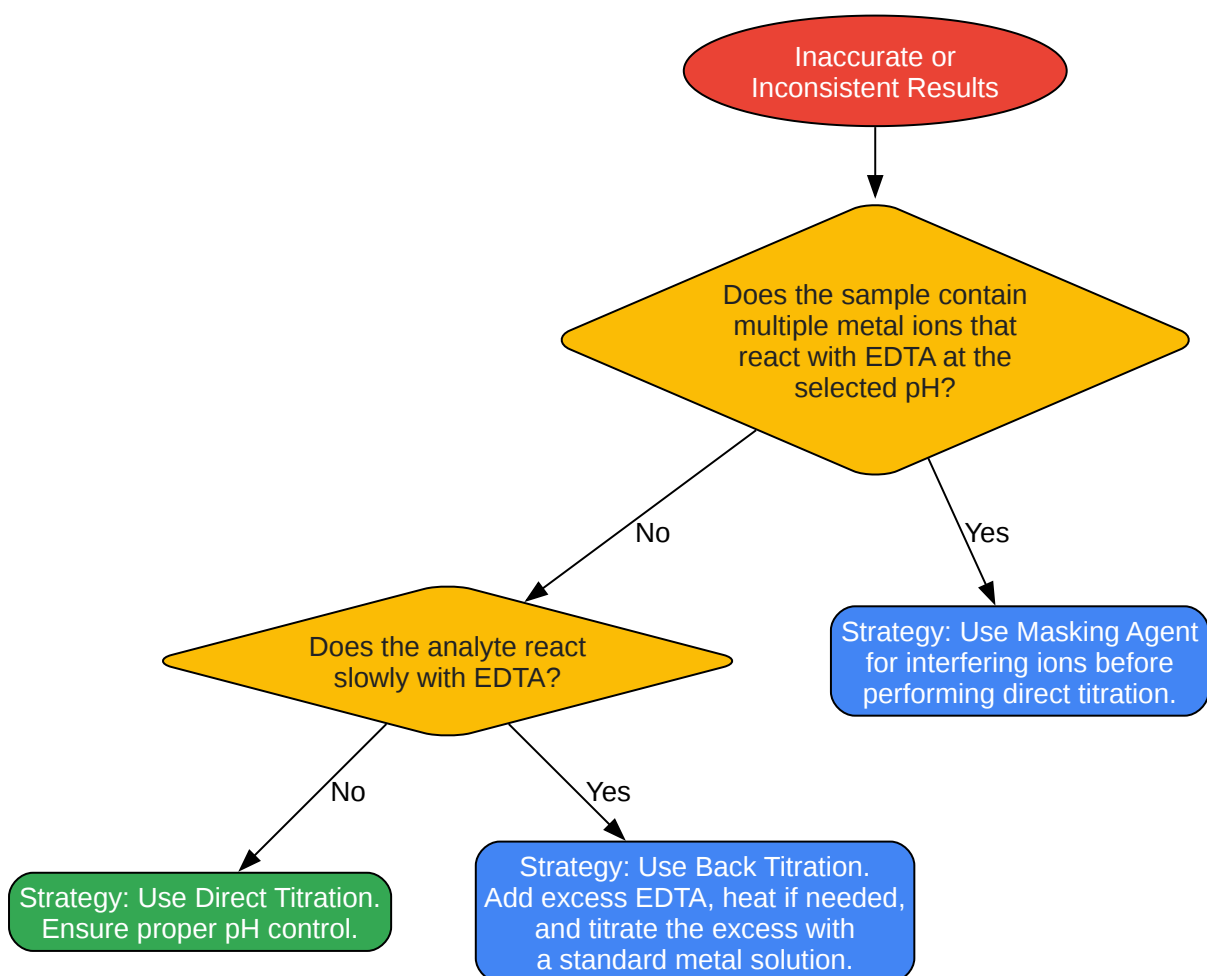 Inaccurate or
Inconsistent Results
Does the sample contain
multiple metal ions that
react with EDTA at the
selected pH?
No
Yes
Does the analyte react
slowly with EDTA?
Strategy: Use Masking Agent
for interfering ions before
performing direct titration.
No
Yes
Strategy: Use Direct Titration.
Ensure proper pH control.
Strategy: Use Back Titration.
Add excess EDTA, heat if needed,
and titrate the excess with
a standard metal solution.